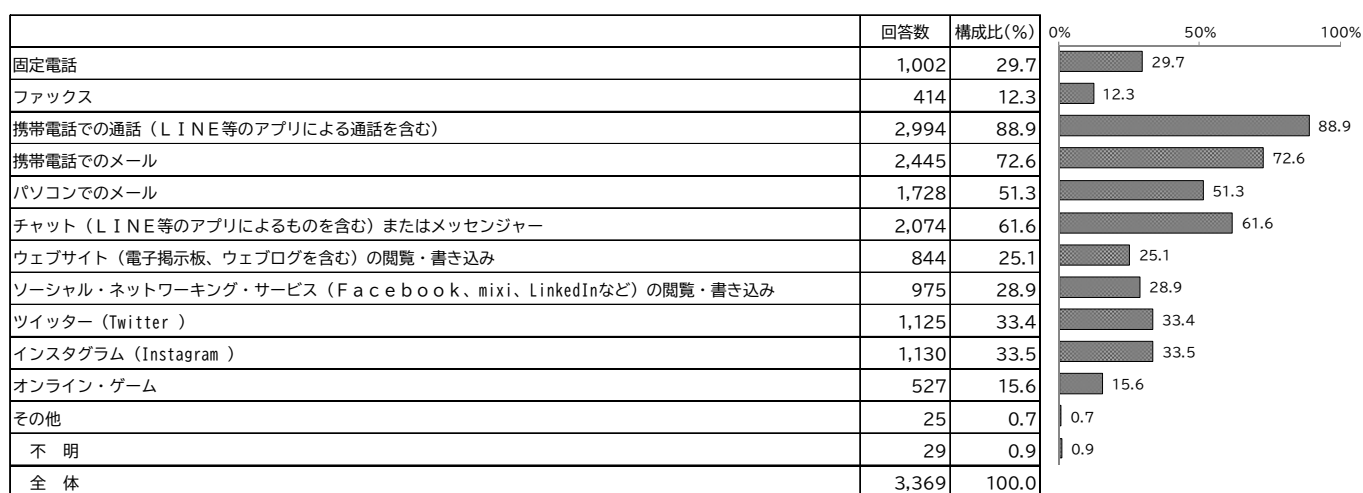 回答数 構成比(%) 0% 50% 100%
固定電話 1,002 29.7 29.7
ファックス 414 12.3 12.3
携帯電話での通話（ＬＩＮＥ等のアプリによる通話を含む） 2,994 88.9 88.9
携帯電話でのメール 2,445 72.6 72.6
パソコンでのメール 1,728 51.3 51.3
チャット（ＬＩＮＥ等のアプリによるものを含む）またはメッセンジャー 2,074 61.6 61.6
ウェブサイト（電子掲示板、ウェブログを含む）の閲覧・書き込み 844 25.1 25.1
ソーシャル・ネットワーキング・サービス（Ｆａｃｅｂｏｏｋ、mixi、LinkedInなど）の閲覧・書き込み 975 28.9 28.9
ツイッター（Twitter ） 1,125 33.4 33.4
インスタグラム（Instagram ） 1,130 33.5 33.5
オンライン・ゲーム 527 15.6 15.6
その他 25 0.7 0.7
不　明 29 0.9 0.9
全　体 3,369 100.0